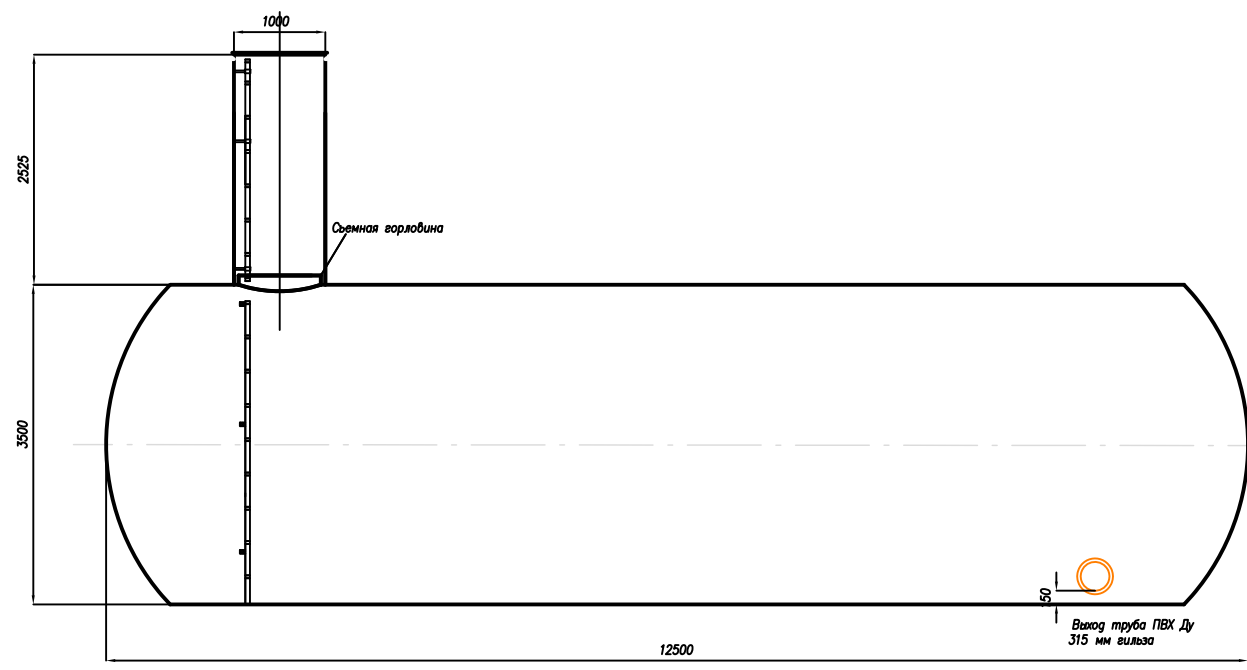 1000
2525
Съемная горловина
3500
150
Выход труба ПВХ Ду
315 мм гильза
12500